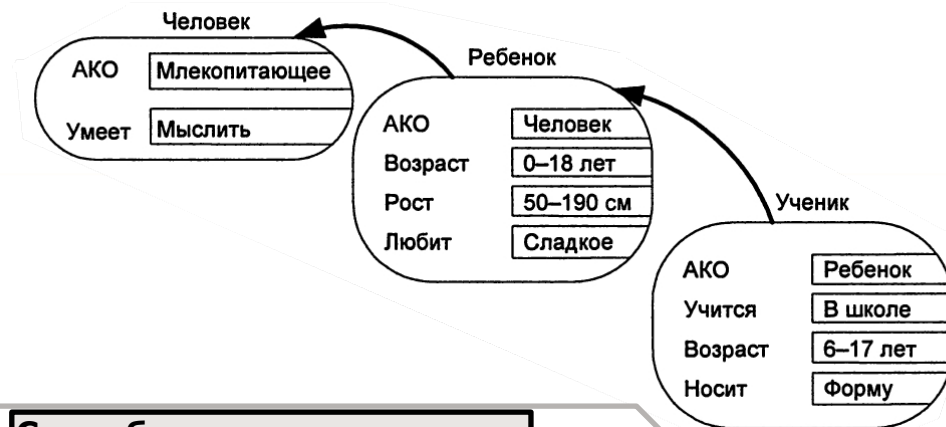 Человек
АКО Млекопитающее
Умеет Мыслить
Ребенок
АКО Человек
Возраст 0–18 лет
Рост 50–190 см
Любит Сладкое
Ученик
АКО Ребенок
Учится В школе
Возраст 6–17 лет
Носит Форму